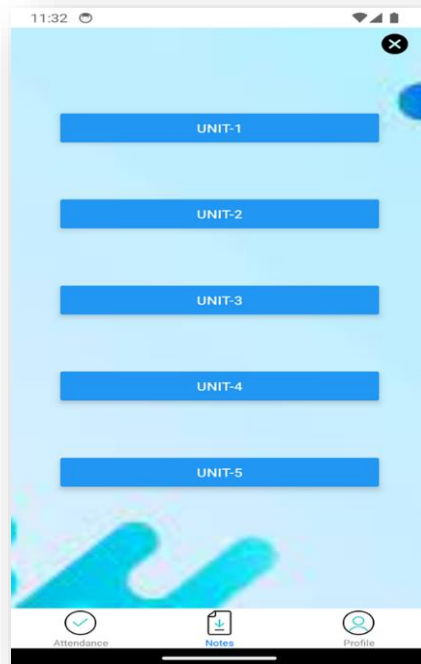 11:32
UNIT-1
UNIT-2
UNIT-3
UNIT-4
UNIT-5
Attendance Notes Profile